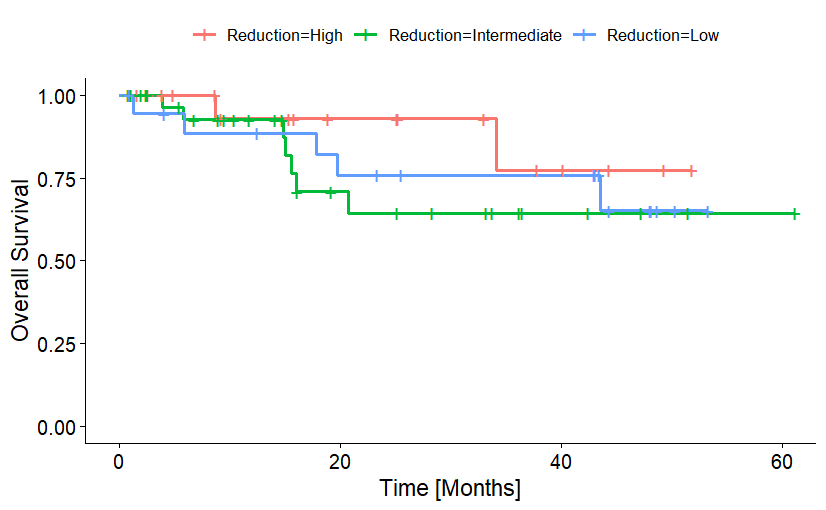 Reduction=High Reduction=Intermediate Reduction=Low
1.00
0.75
0.50
0.25
0.00
Overall Survival
0 20 40 60
Time [Months]